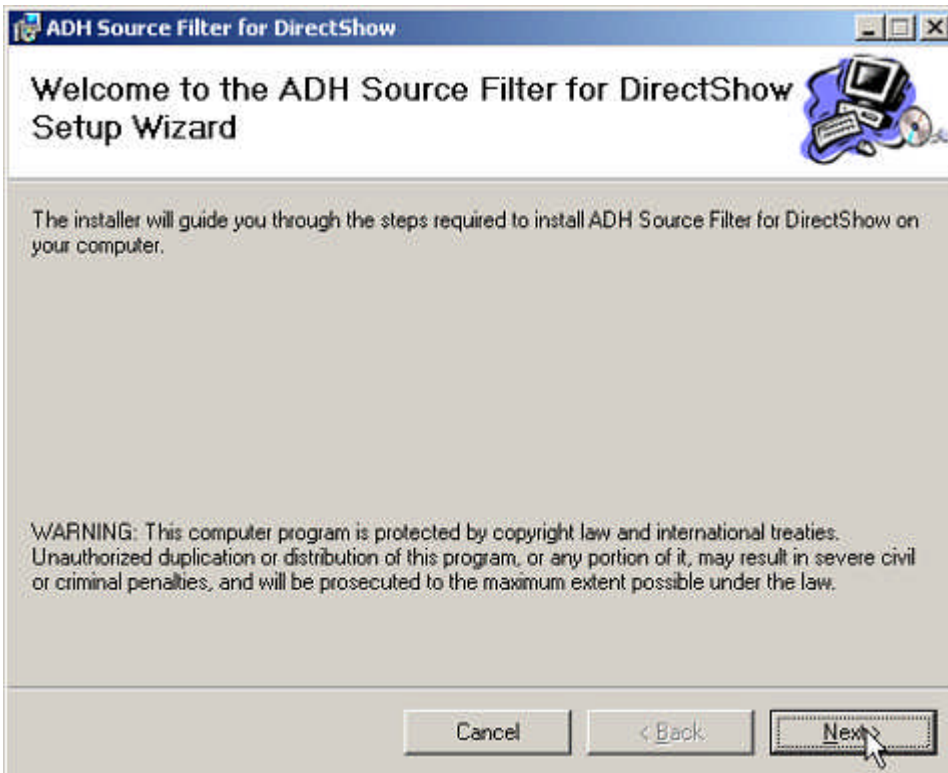 ADH Source Filter for DirectShow
Welcome to the ADH Source Filter for DirectShow
Setup Wizard
The installer will guide you through the steps required to install ADH Source Filter for DirectShow on
your computer.
WARNING: This computer program is protected by copyright law and international treaties.
Unauthorized duplication or distribution of this program, or any portion of it, may result in severe civil
or criminal penalties, and will be prosecuted to the maximum extent possible under the law.
Cancel
< Back
Next >